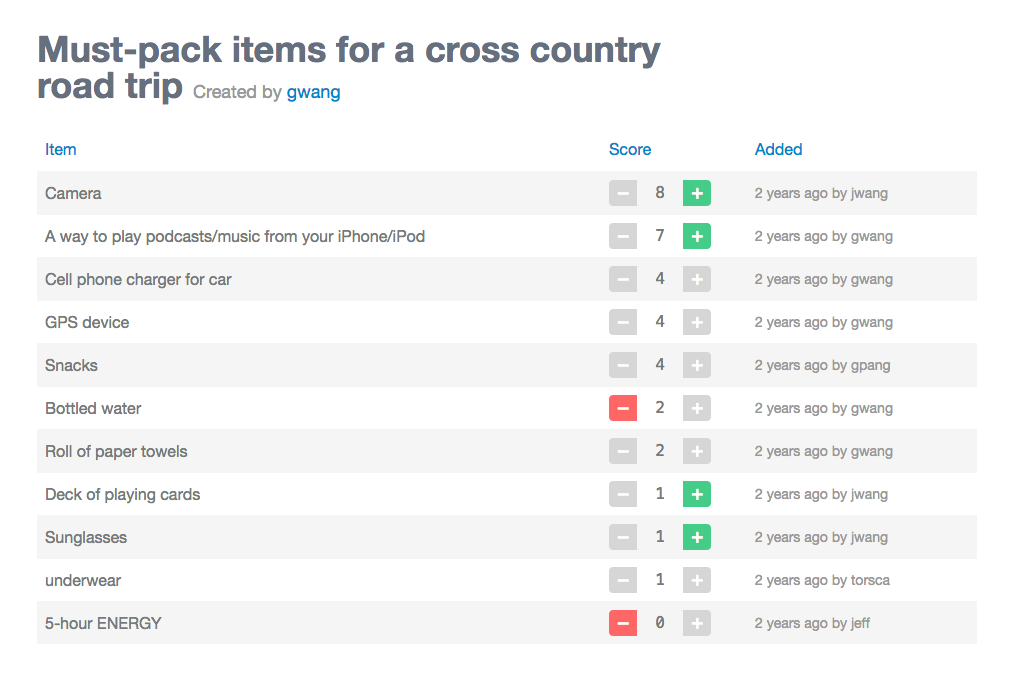 Must-pack items for a cross country
road trip Created by gwang
Item Score Added
Camera − 8 + 2 years ago by jwang
A way to play podcasts/music from your iPhone/iPod − 7 + 2 years ago by gwang
Cell phone charger for car − 4 + 2 years ago by gwang
GPS device − 4 + 2 years ago by gwang
Snacks − 4 + 2 years ago by gpang
Bottled water − 2 + 2 years ago by gwang
Roll of paper towels − 2 + 2 years ago by gwang
Deck of playing cards − 1 + 2 years ago by jwang
Sunglasses − 1 + 2 years ago by jwang
underwear − 1 + 2 years ago by torsca
5-hour ENERGY − 0 + 2 years ago by jeff